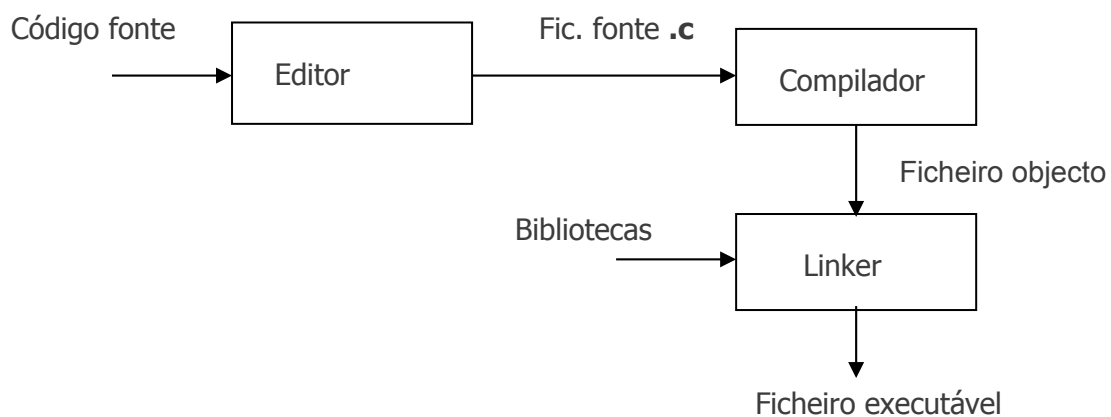 Código fonte
Fic. fonte .c
Editor
Compilador
Ficheiro objecto
Bibliotecas
Linker
Ficheiro executável